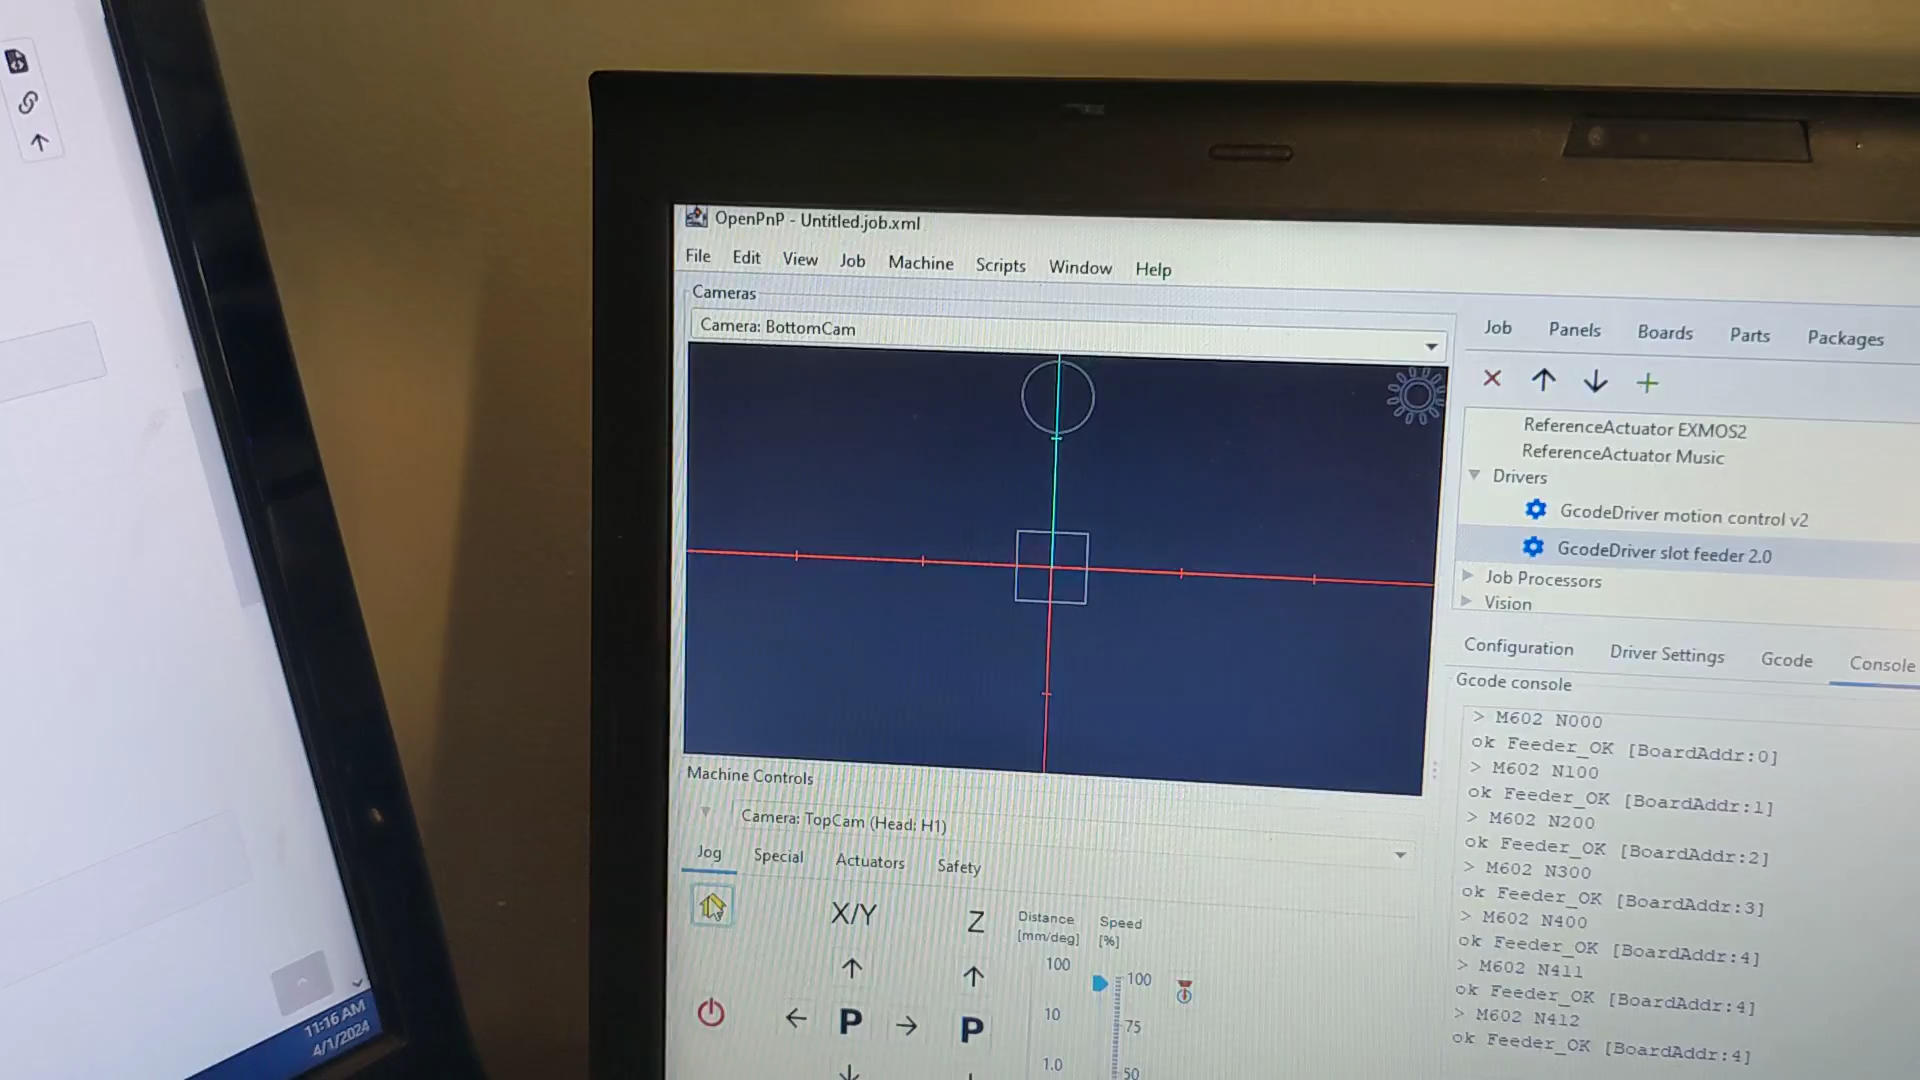 OpenPnP - Untitled.job.xml
File Edit View Job Machine Scripts Window Help
Cameras
Camera: BottomCam
Job Panels Boards Parts Packages
ReferenceActuator EXMOS2
ReferenceActuator Music
Drivers
GcodeDriver motion control v2
GcodeDriver slot feeder 2.0
Job Processors
Vision
Configuration Driver Settings Gcode Console
Gcode console
> M602 N000
ok Feeder_OK [BoardAddr:0]
> M602 N100
ok Feeder_OK [BoardAddr:1]
> M602 N200
ok Feeder_OK [BoardAddr:2]
> M602 N300
ok Feeder_OK [BoardAddr:3]
> M602 N400
ok Feeder_OK [BoardAddr:4]
> M602 N411
ok Feeder_OK [BoardAddr:4]
> M602 N412
ok Feeder_OK [BoardAddr:4]
Machine Controls
Camera: TopCam (Head: H1)
Jog Special Actuators Safety
X/Y Z
Distance Speed
[mm/deg] [%]
100 100
P P
10 75
1.0 50
11:16 AM
4/1/2024